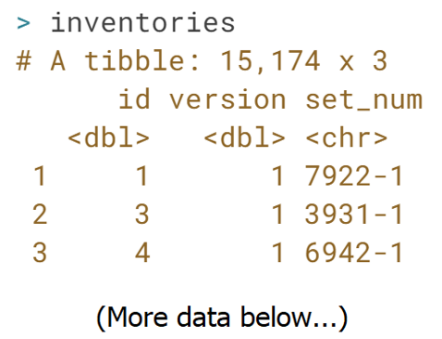 > inventories
# A tibble: 15,174 x 3
id version set_num
<dbl> <dbl> <chr>
1 1 1 7922-1
2 3 1 3931-1
3 4 1 6942-1
(More data below...)